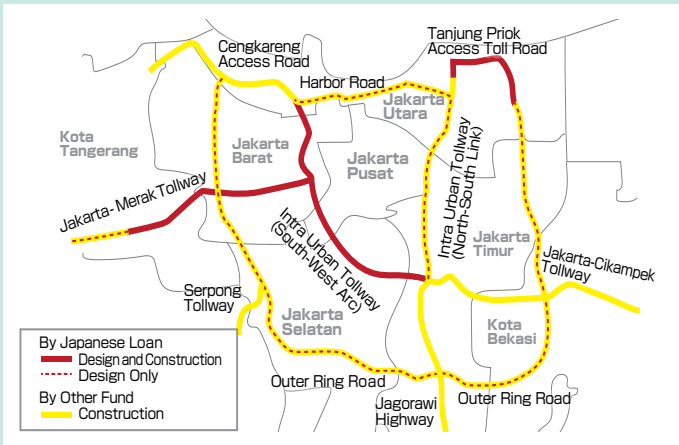 Tanjung Priok
Access Toll Road
Cengkareng
Access Road
Harbor Road
Jakarta
Utara
Kota
Tangerang
Jakarta
Barat
Jakarta
Pusat
Jakarta-Merak Tollway
Intra Urban Tollway
(South-West Arc)
Intra Urban Tollway
(North-South Link)
Jakarta
Timur
Jakarta-Cikampek
Tollway
Serpong
Tollway
Jakarta
Selatan
Kota
Bekasi
By Japanese Loan
Design and Construction
Design Only
By Other Fund
Construction
Outer Ring Road
Jagorawi
Highway
Outer Ring Road